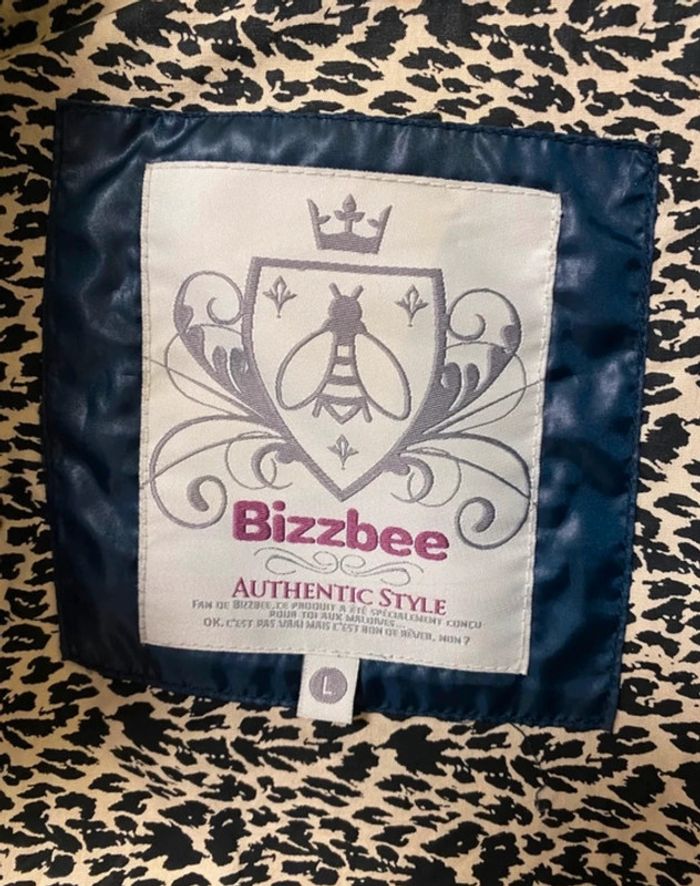 Bizzbee
AUTHENTIC STYLE
FAN DE BIZZBEE, CE PRODUIT A ÉTÉ SPÉCIALEMENT CONÇU
POUR TOI AUX MALDIVES...
OK, C'EST PAS VRAI MAIS C'EST BON DE RÊVER, NON ?
L